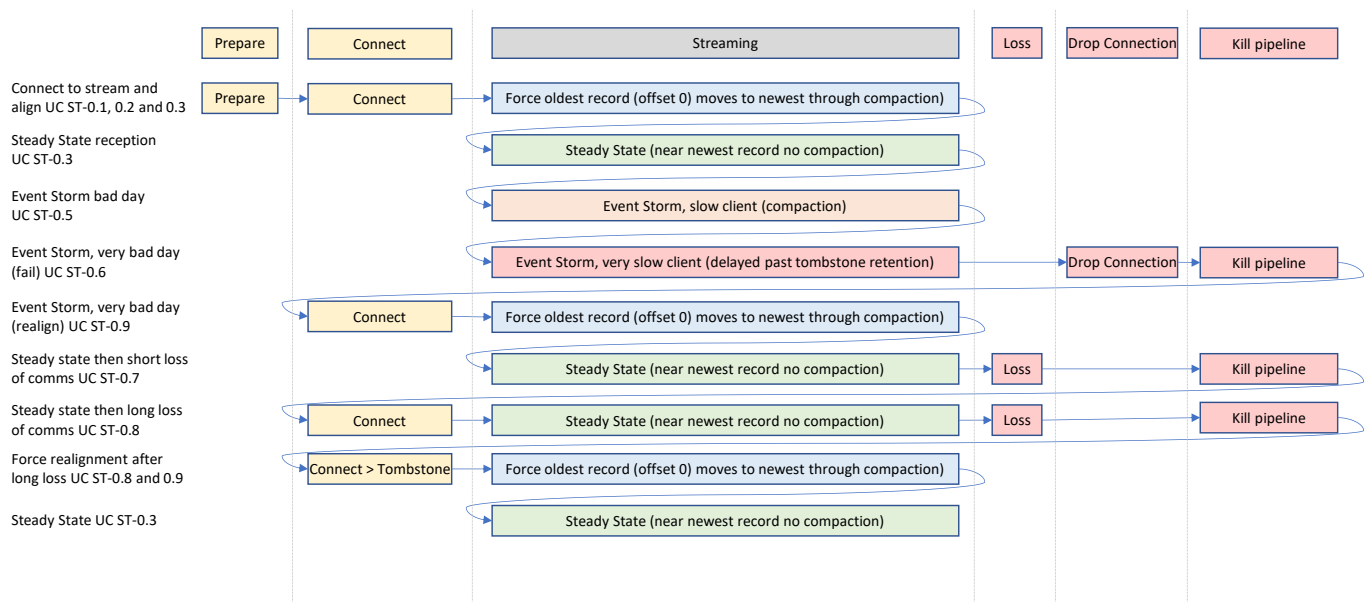 Prepare
Connect
Streaming
Loss
Drop Connection
Kill pipeline
Connect to stream and
align UC ST-0.1, 0.2 and 0.3
Prepare
Connect
Force oldest record (offset 0) moves to newest through compaction)
Steady State reception
UC ST-0.3
Steady State (near newest record no compaction)
Event Storm bad day
UC ST-0.5
Event Storm, slow client (compaction)
Event Storm, very bad day
(fail) UC ST-0.6
Event Storm, very slow client (delayed past tombstone retention)
Drop Connection
Kill pipeline
Event Storm, very bad day
(realign) UC ST-0.9
Connect
Force oldest record (offset 0) moves to newest through compaction)
Steady state then short loss
of comms UC ST-0.7
Steady State (near newest record no compaction)
Loss
Kill pipeline
Steady state then long loss
of comms UC ST-0.8
Connect
Steady State (near newest record no compaction)
Loss
Kill pipeline
Force realignment after
long loss UC ST-0.8 and 0.9
Connect > Tombstone
Force oldest record (offset 0) moves to newest through compaction)
Steady State UC ST-0.3
Steady State (near newest record no compaction)